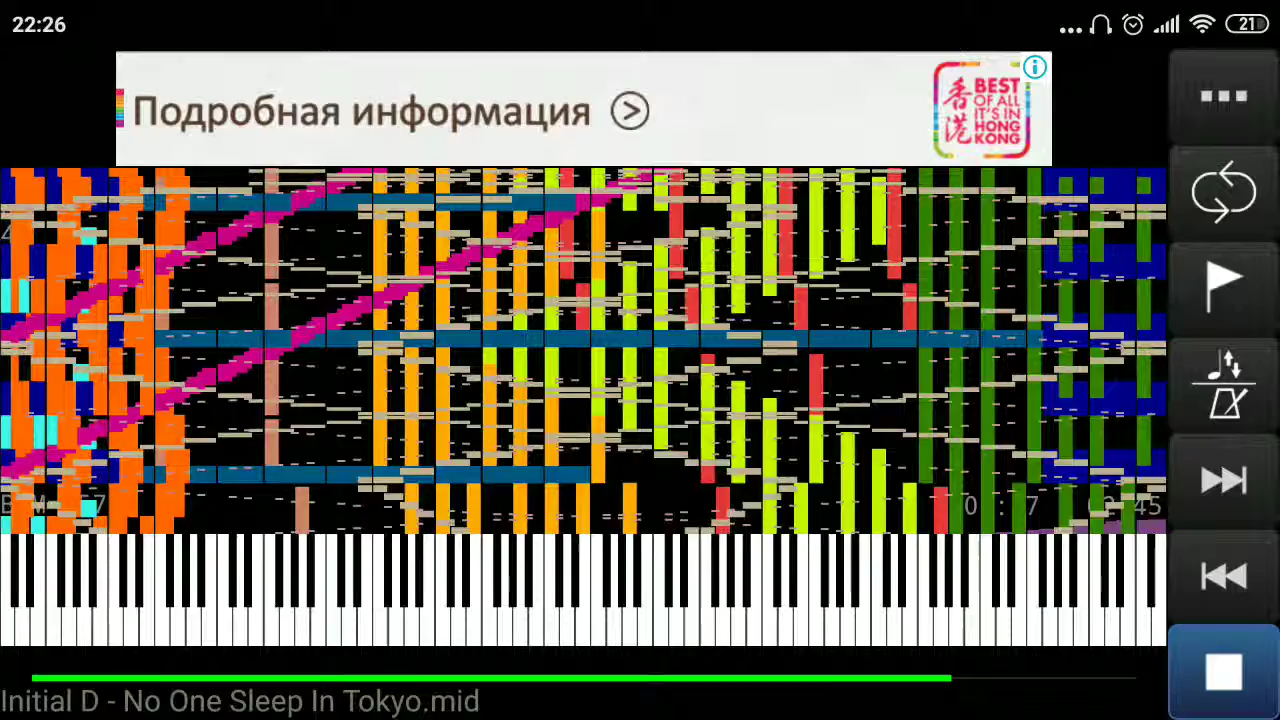 22:26
21
Подробная информация
香港
BEST
OF ALL
IT'S IN
HONG
KONG
Initial D - No One Sleep In Tokyo.mid